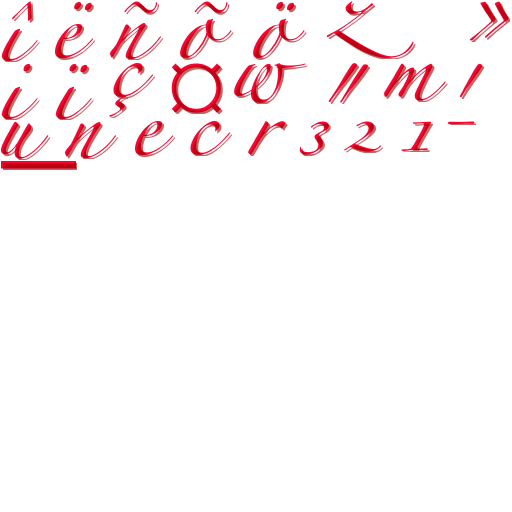 î ë ñ õ ö ž »
i ï ç ¤ w " m '
u n e c r ³ ² ¹ ¯
_